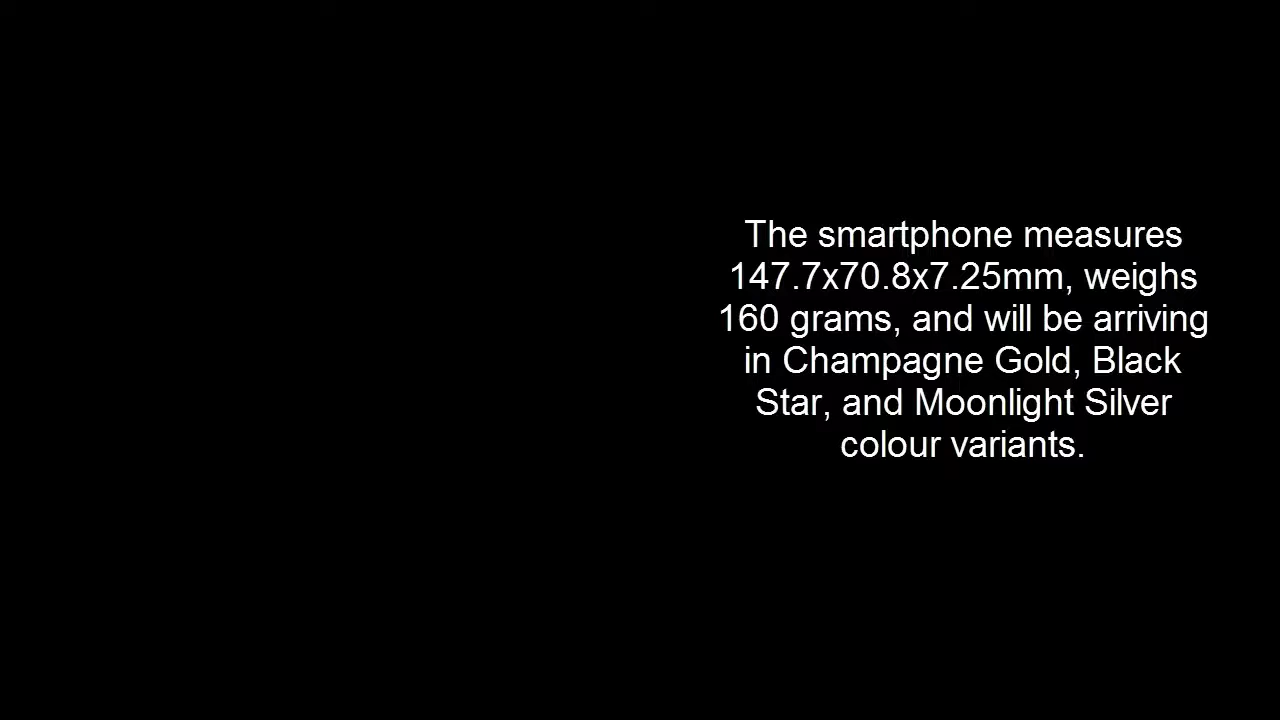 The smartphone measures
147.7x70.8x7.25mm, weighs
160 grams, and will be arriving
in Champagne Gold, Black
Star, and Moonlight Silver
colour variants.